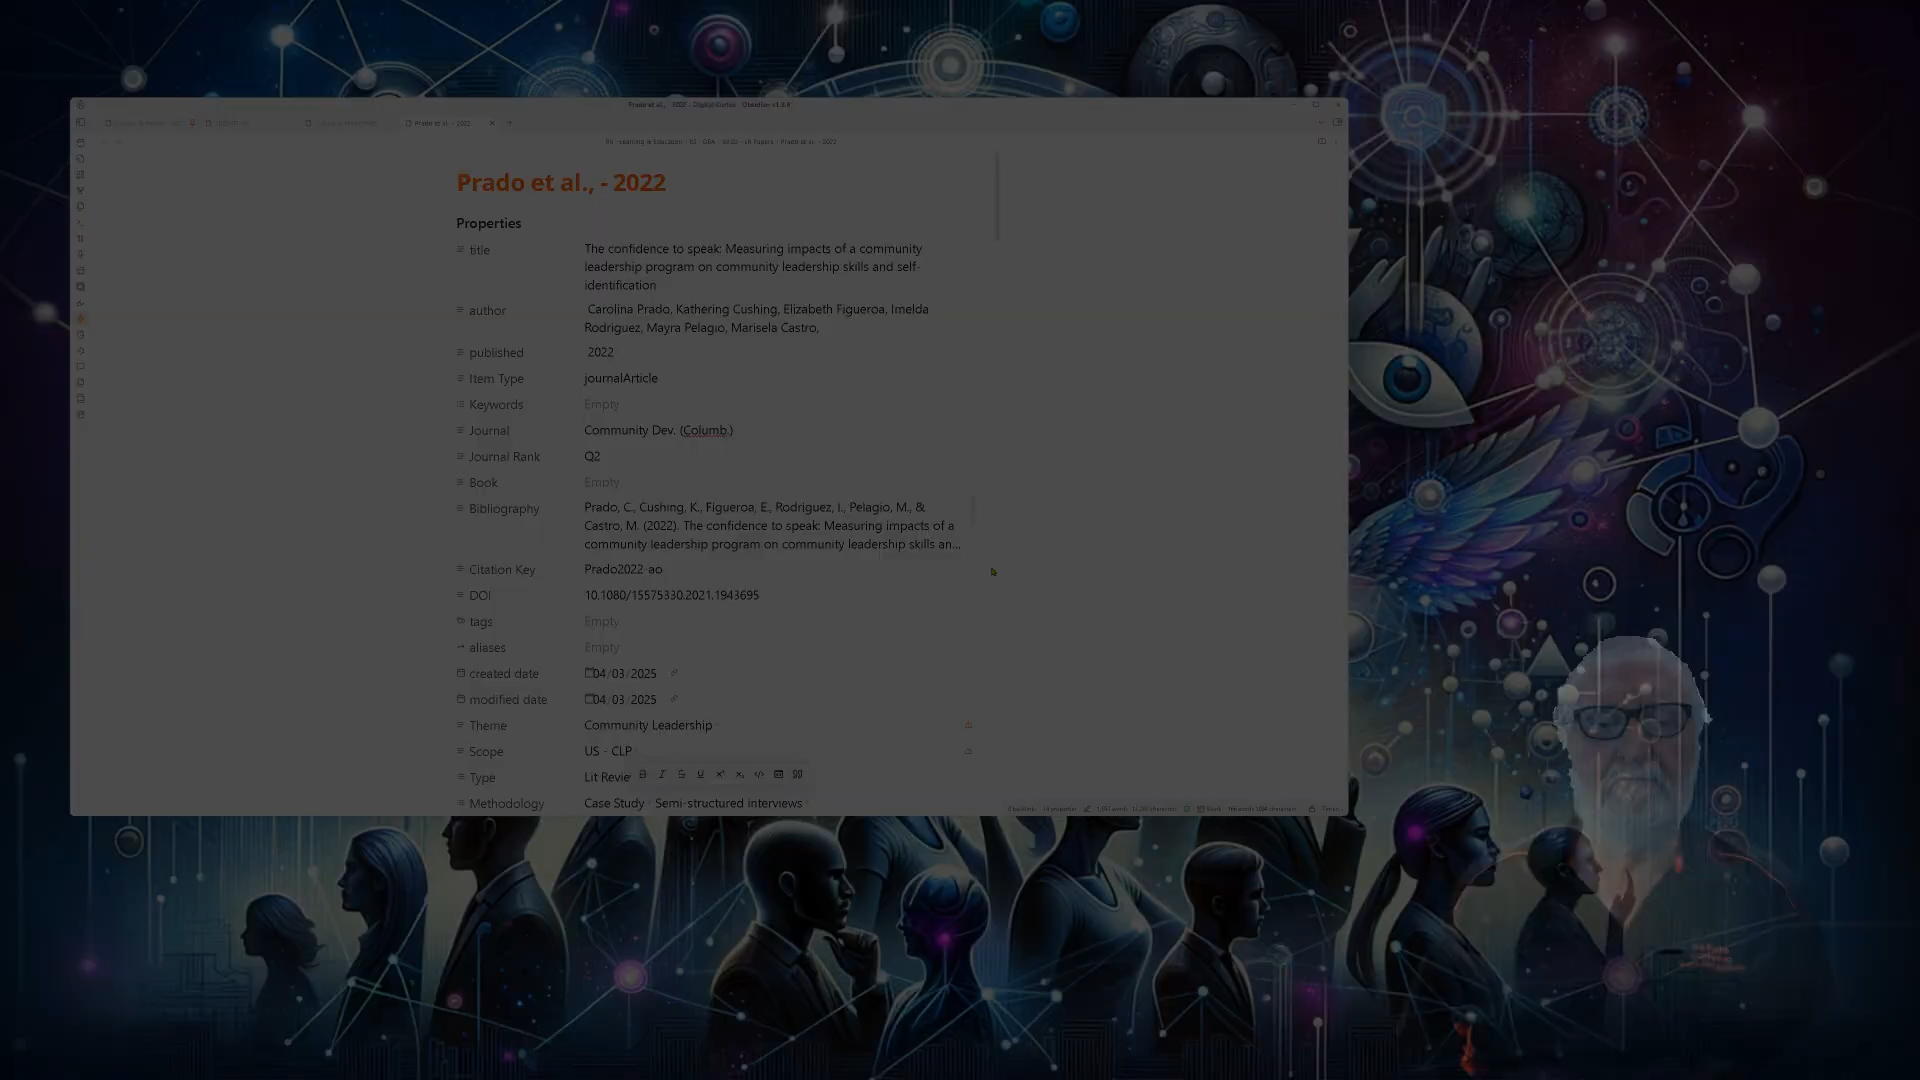 Prado et al., - 2022
Prado et al., - 2022
Properties
title
The confidence to speak: Measuring impacts of a community
leadership program on community leadership skills and self-
identification
author
Carolina Prado, Kathering Cushing, Elizabeth Figueroa, Imelda
Rodriguez, Mayra Pelagio, Marisela Castro,
published
2022
Item Type
journalArticle
Keywords
Empty
Journal
Community Dev. (Columb.)
Journal Rank
Q2
Book
Empty
Bibliography
Prado, C., Cushing, K., Figueroa, E., Rodriguez, I., Pelagio, M., &
Castro, M. (2022). The confidence to speak: Measuring impacts of a
community leadership program on community leadership skills an...
Citation Key
Prado2022-ao
DOI
10.1080/15575330.2021.1943695
tags
Empty
aliases
Empty
created date
04/03/2025
modified date
04/03/2025
Theme
Community Leadership
Scope
US - CLP
Type
Lit Revie
Methodology
Case Study - Semi-structured interviews